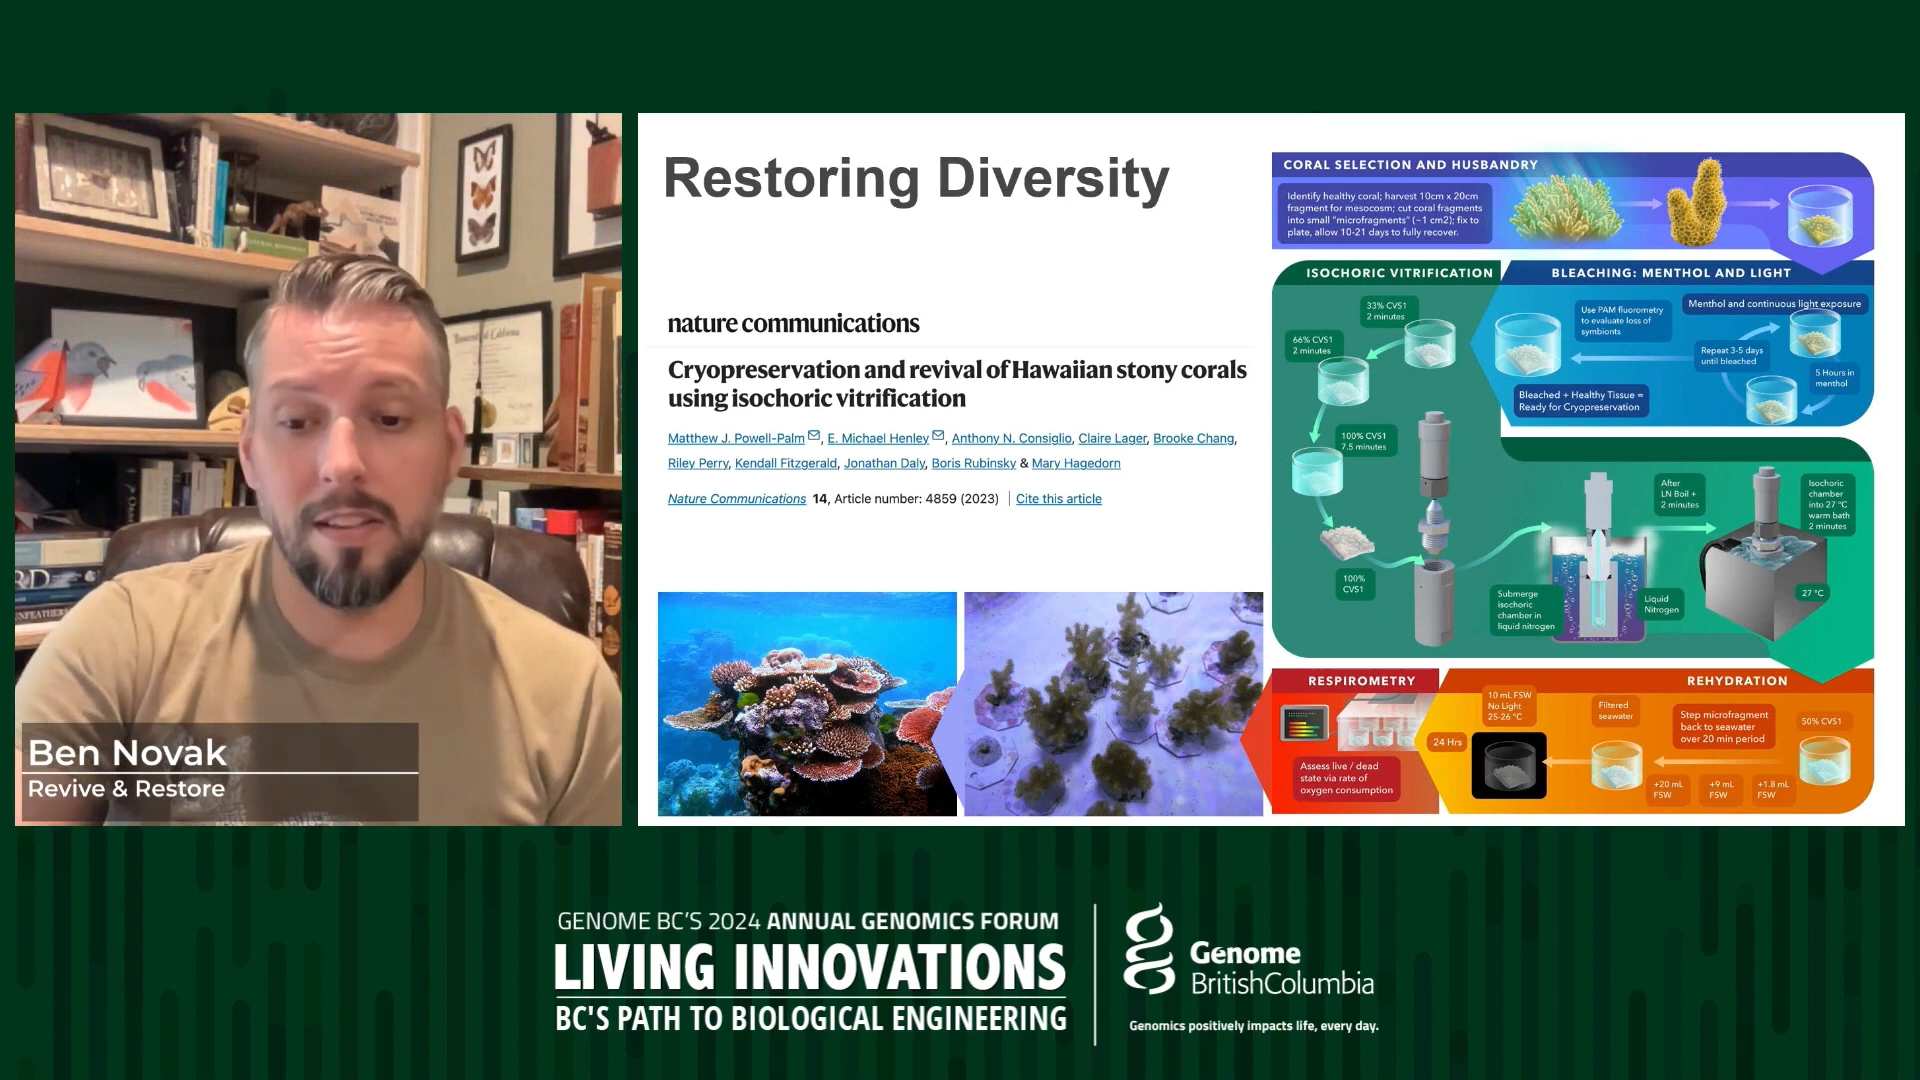 Restoring Diversity
nature communications
Cryopreservation and revival of Hawaiian stony corals
using isochoric vitrification
Matthew J. Powell-Palm, E. Michael Henley, Anthony N. Consiglio, Claire Lager, Brooke Chang,
Riley Perry, Kendall Fitzgerald, Jonathan Daly, Boris Rubinsky & Mary Hagedorn
Nature Communications 14, Article number: 4859 (2023) | Cite this article
CORAL SELECTION AND HUSBANDRY
Identify healthy coral; harvest 10cm x 20cm
fragment for mesocosm; cut coral fragments
into small "microfragments" (~1 cm2); fix to
plate, allow 10-21 days to fully recover.
BLEACHING: MENTHOL AND LIGHT
Menthol and continuous light exposure
5 Hours in
menthol
Repeat 3-5 days
until bleached
Use PAM fluorometry
to evaluate loss of
symbionts
Bleached + Healthy Tissue =
Ready for Cryopreservation
ISOCHORIC VITRIFICATION
33% CVS1
2 minutes
66% CVS1
2 minutes
100% CVS1
7.5 minutes
100%
CVS1
Submerge
isochoric
chamber in
liquid nitrogen
Liquid
Nitrogen
After
LN Boil +
2 minutes
Isochoric
chamber
into 27 °C
warm bath
2 minutes
27 °C
REHYDRATION
50% CVS1
Step microfragment
back to seawater
over 20 min period
+1.8 mL
FSW
+9 mL
FSW
+20 mL
FSW
Filtered
seawater
10 mL FSW
No Light
25-26 °C
24 Hrs
RESPIROMETRY
Assess live / dead
state via rate of
oxygen consumption
University of California
Ben Novak
Revive & Restore
GENOME BC'S 2024 ANNUAL GENOMICS FORUM
LIVING INNOVATIONS
BC'S PATH TO BIOLOGICAL ENGINEERING
Genome
BritishColumbia
Genomics positively impacts life, every day.